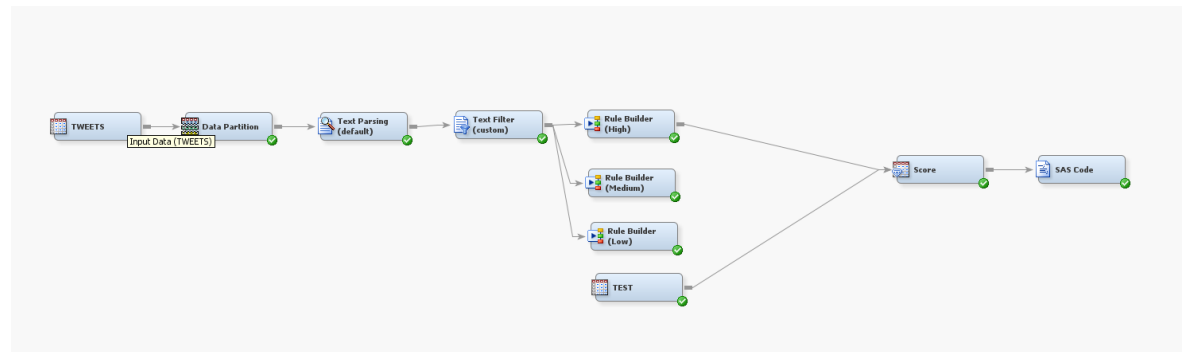 TWEETS
Input Data (TWEETS)
Data Partition
Text Parsing
(default)
Text Filter
(custom)
Rule Builder
(High)
Rule Builder
(Medium)
Rule Builder
(Low)
TEST
Score
SAS Code